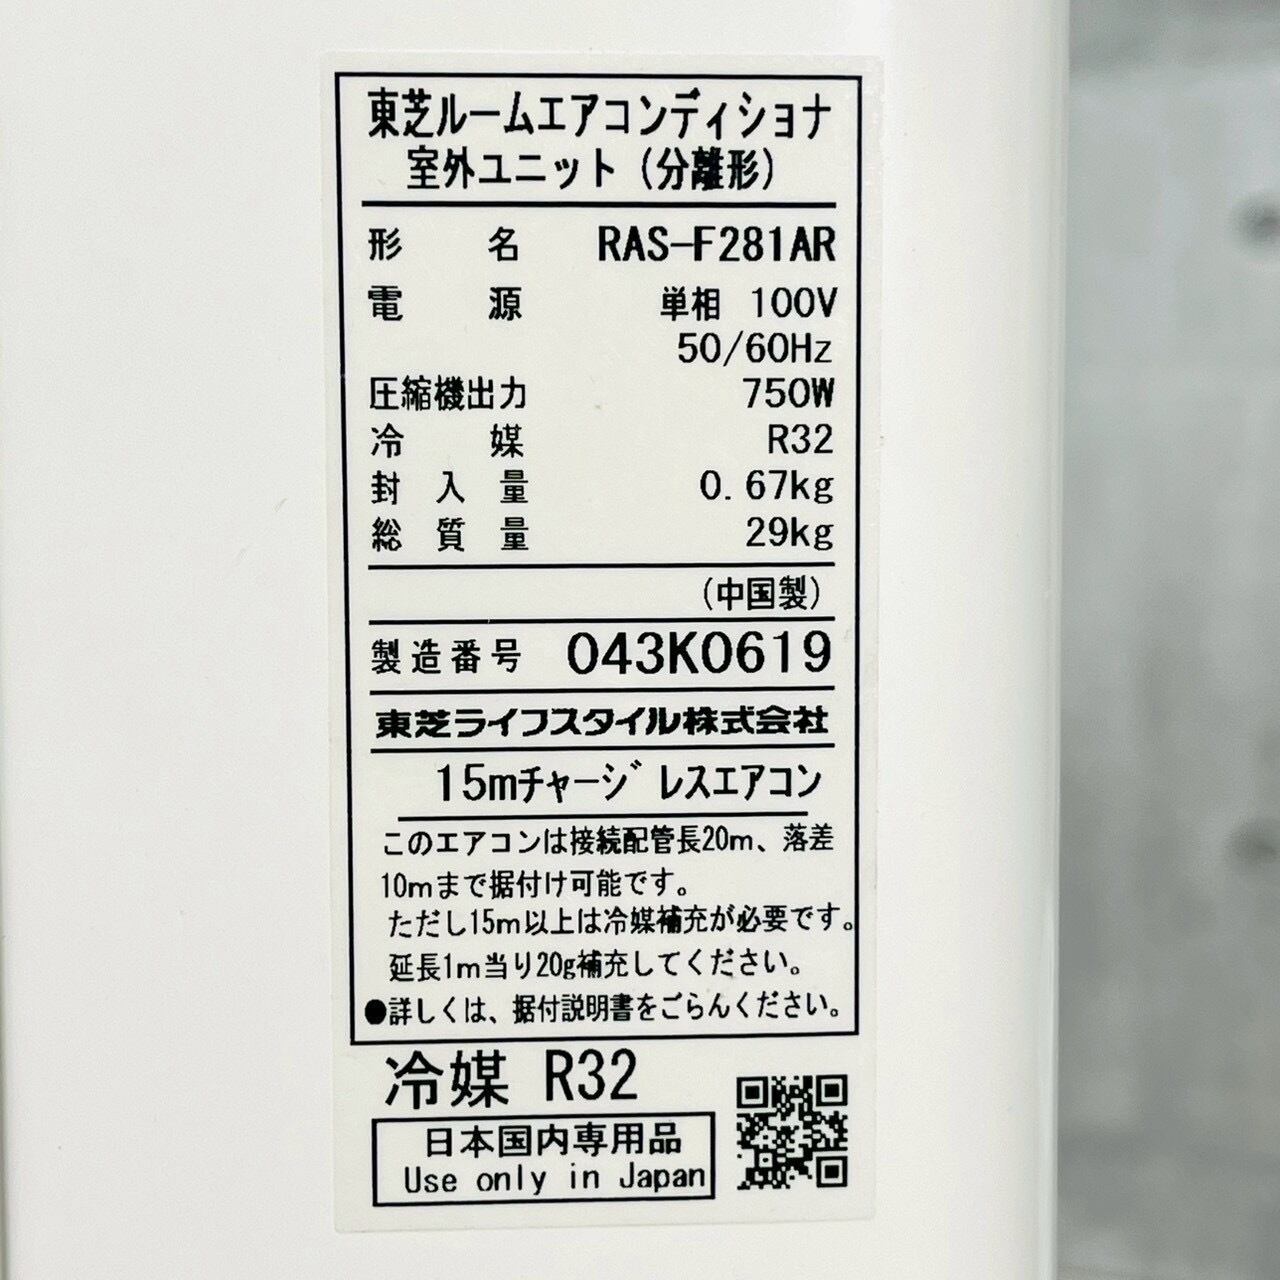 東芝ルームエアコンディショナ
室外ユニット（分離形）
形名 RAS-F281AR
電源 単相 100V
50/60Hz
圧縮機出力 750W
冷媒 R32
封入量 0.67kg
総質量 29kg
（中国製）
製造番号 043K0619
東芝ライフスタイル株式会社
15mチャージレスエアコン
このエアコンは接続配管長20m、落差
10mまで据付け可能です。
ただし15m以上は冷媒補充が必要です。
延長1m当り20g補充してください。
●詳しくは、据付説明書をごらんください。
冷媒 R32
日本国内専用品
Use only in Japan